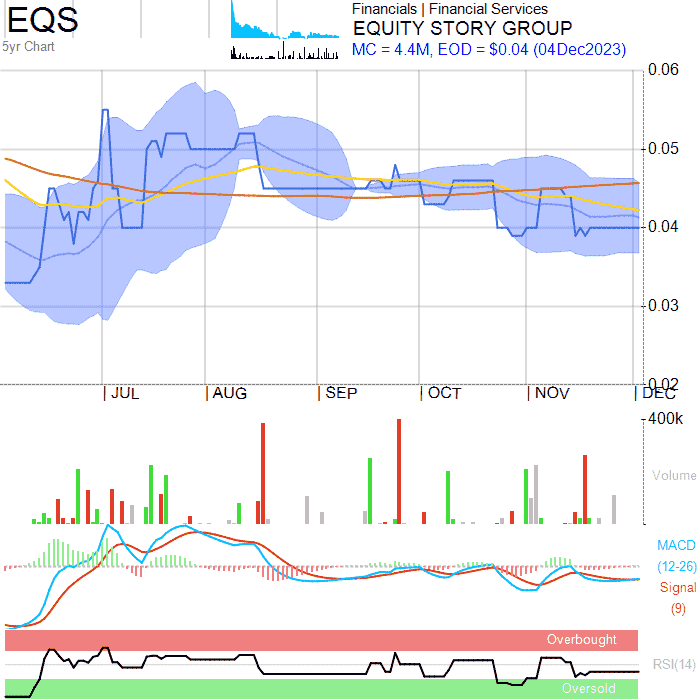 EQS
5yr Chart
Financials | Financial Services
EQUITY STORY GROUP
MC = 4.4M, EOD = $0.04 (04Dec2023)
0.06
0.05
0.04
0.03
0.02
JUL AUG SEP OCT NOV DEC
400k
Volume
MACD
(12-26)
Signal
(9)
Overbought
RSI(14)
Oversold